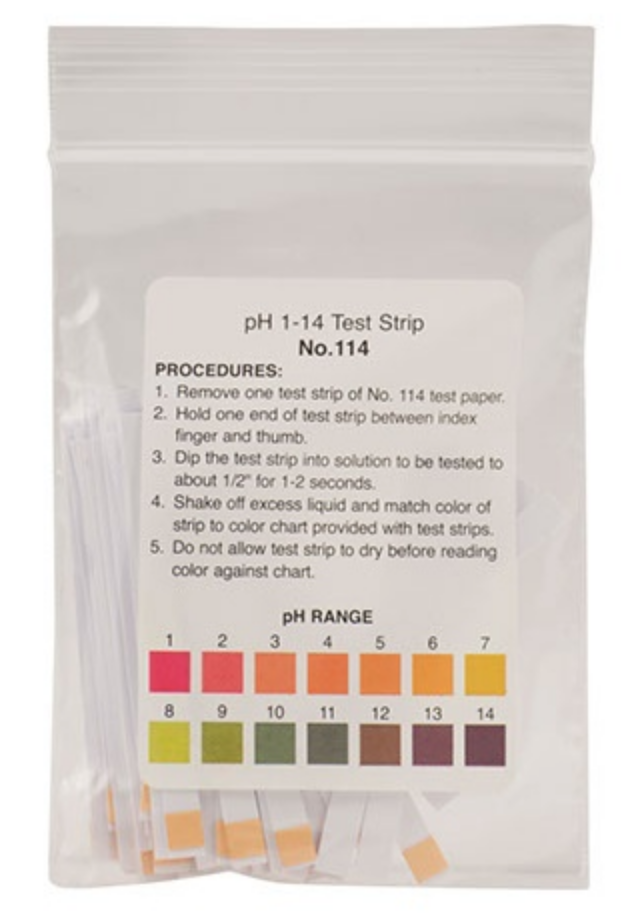 pH 1-14 Test Strip
No.114
PROCEDURES:
1. Remove one test strip of No. 114 test paper.
2. Hold one end of test strip between index
finger and thumb.
3. Dip the test strip into solution to be tested to
about 1/2" for 1-2 seconds.
4. Shake off excess liquid and match color of
strip to color chart provided with test strips.
5. Do not allow test strip to dry before reading
color against chart.
pH RANGE
1 2 3 4 5 6 7
8 9 10 11 12 13 14